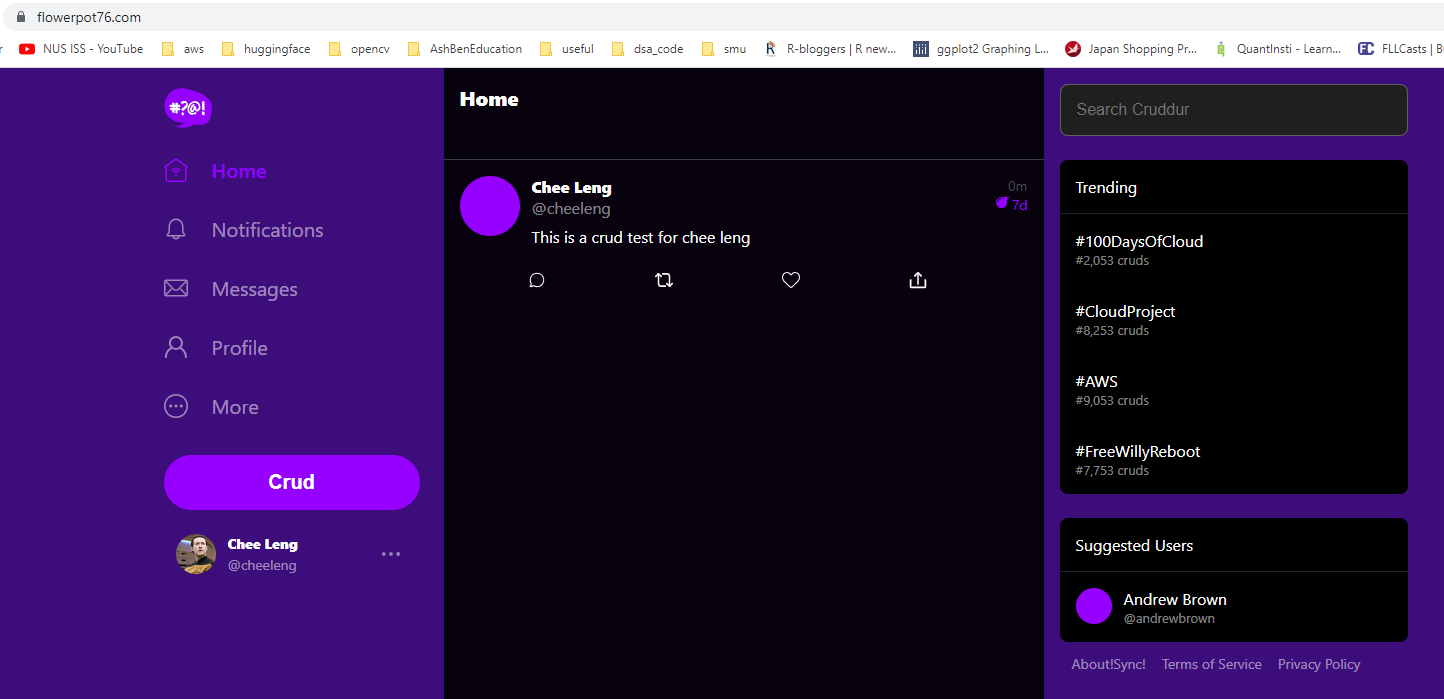 flowerpot76.com
NUS ISS - YouTube aws huggingface opencv AshBenEducation useful dsa_code smu R-bloggers | R new... ggplot2 Graphing L... Japan Shopping Pr... QuantInsti - Learn... FLLCasts | B
#?@!
Home
Notifications
Messages
Profile
More
Crud
Chee Leng
@cheeleng
Home
Chee Leng
0m
@cheeleng
7d
This is a crud test for chee leng
Search Cruddur
Trending
#100DaysOfCloud
#2,053 cruds
#CloudProject
#8,253 cruds
#AWS
#9,053 cruds
#FreeWillyReboot
#7,753 cruds
Suggested Users
Andrew Brown
@andrewbrown
About!Sync! Terms of Service Privacy Policy